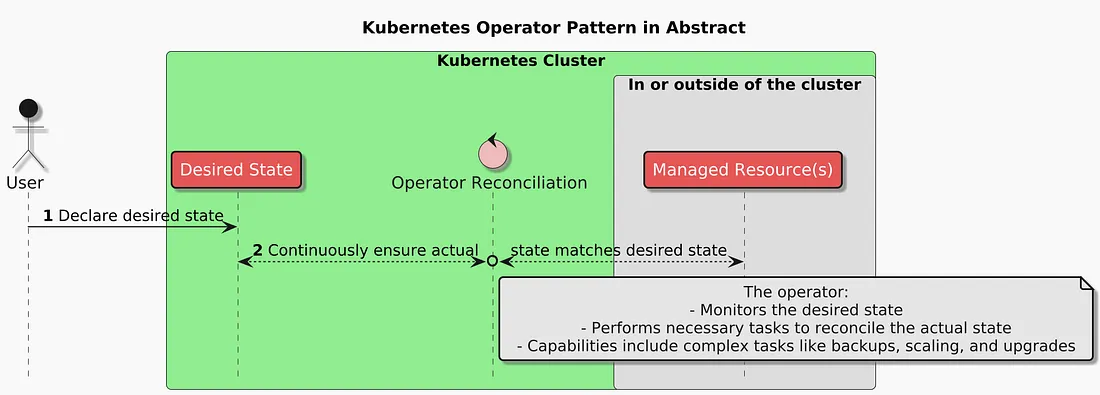 Kubernetes Operator Pattern in Abstract
Kubernetes Cluster
In or outside of the cluster
User
Desired State
Operator Reconciliation
Managed Resource(s)
1 Declare desired state
2 Continuously ensure actual
state matches desired state
The operator:
- Monitors the desired state
- Performs necessary tasks to reconcile the actual state
- Capabilities include complex tasks like backups, scaling, and upgrades